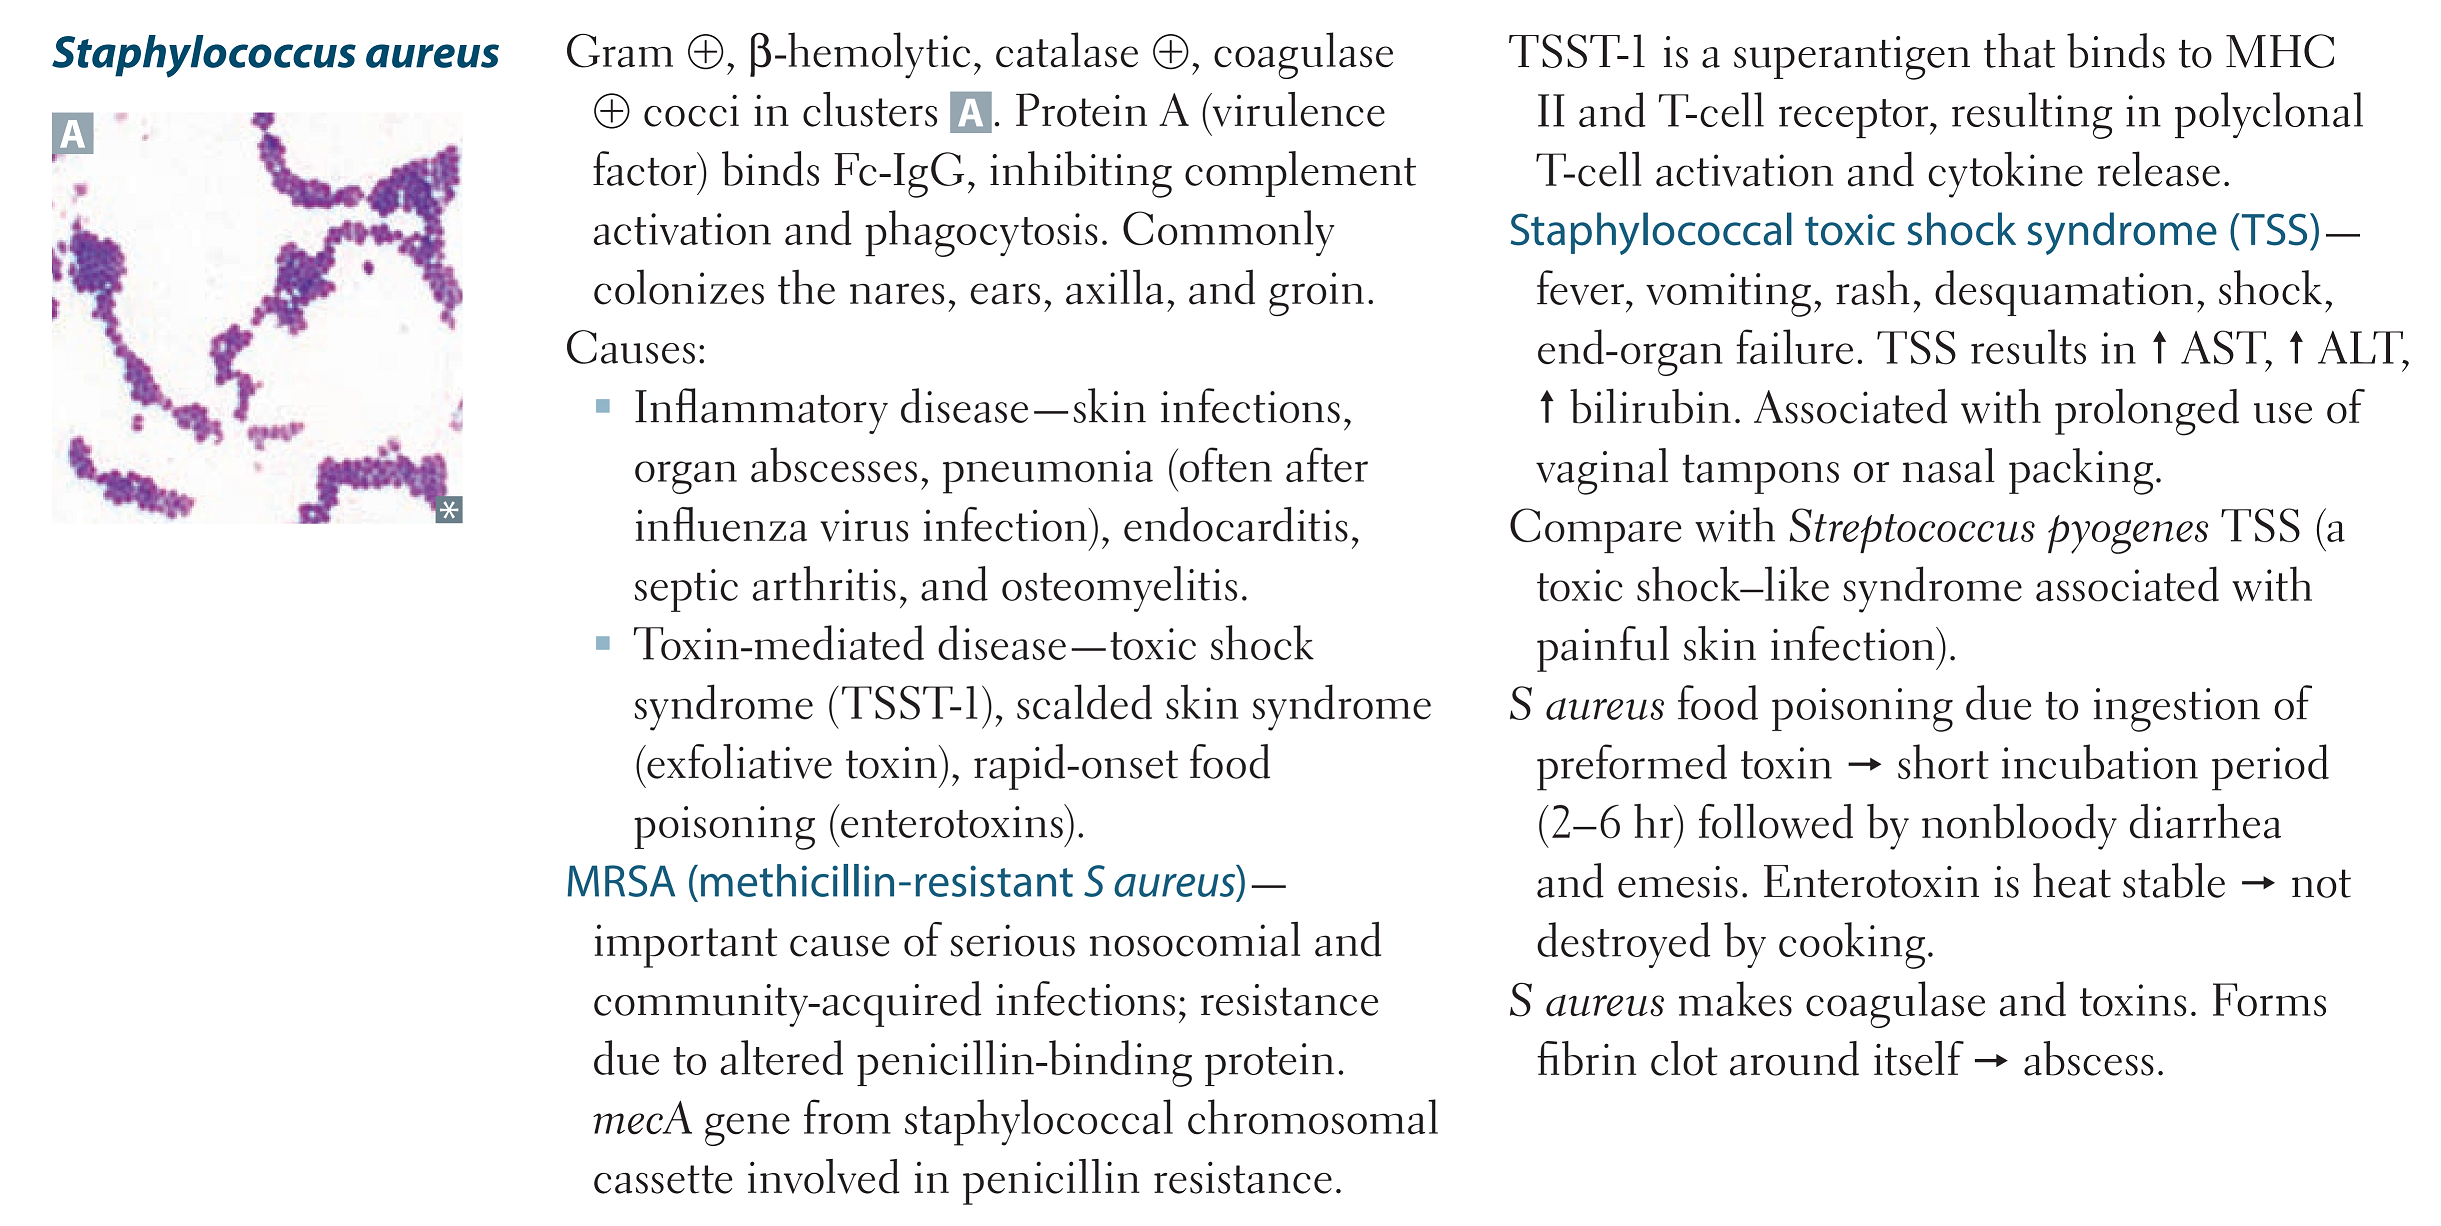 Staphylococcus aureus
A
*
Gram ⊕, β-hemolytic, catalase ⊕, coagulase
⊕ cocci in clusters A. Protein A (virulence
factor) binds Fc-IgG, inhibiting complement
activation and phagocytosis. Commonly
colonizes the nares, ears, axilla, and groin.
Causes:
▪ Inflammatory disease—skin infections,
organ abscesses, pneumonia (often after
influenza virus infection), endocarditis,
septic arthritis, and osteomyelitis.
▪ Toxin-mediated disease—toxic shock
syndrome (TSST-1), scalded skin syndrome
(exfoliative toxin), rapid-onset food
poisoning (enterotoxins).
MRSA (methicillin-resistant S aureus)—
important cause of serious nosocomial and
community-acquired infections; resistance
due to altered penicillin-binding protein.
mecA gene from staphylococcal chromosomal
cassette involved in penicillin resistance.
TSST-1 is a superantigen that binds to MHC
II and T-cell receptor, resulting in polyclonal
T-cell activation and cytokine release.
Staphylococcal toxic shock syndrome (TSS)—
fever, vomiting, rash, desquamation, shock,
end-organ failure. TSS results in ↑ AST, ↑ ALT,
↑ bilirubin. Associated with prolonged use of
vaginal tampons or nasal packing.
Compare with Streptococcus pyogenes TSS (a
toxic shock–like syndrome associated with
painful skin infection).
S aureus food poisoning due to ingestion of
preformed toxin → short incubation period
(2–6 hr) followed by nonbloody diarrhea
and emesis. Enterotoxin is heat stable → not
destroyed by cooking.
S aureus makes coagulase and toxins. Forms
fibrin clot around itself → abscess.